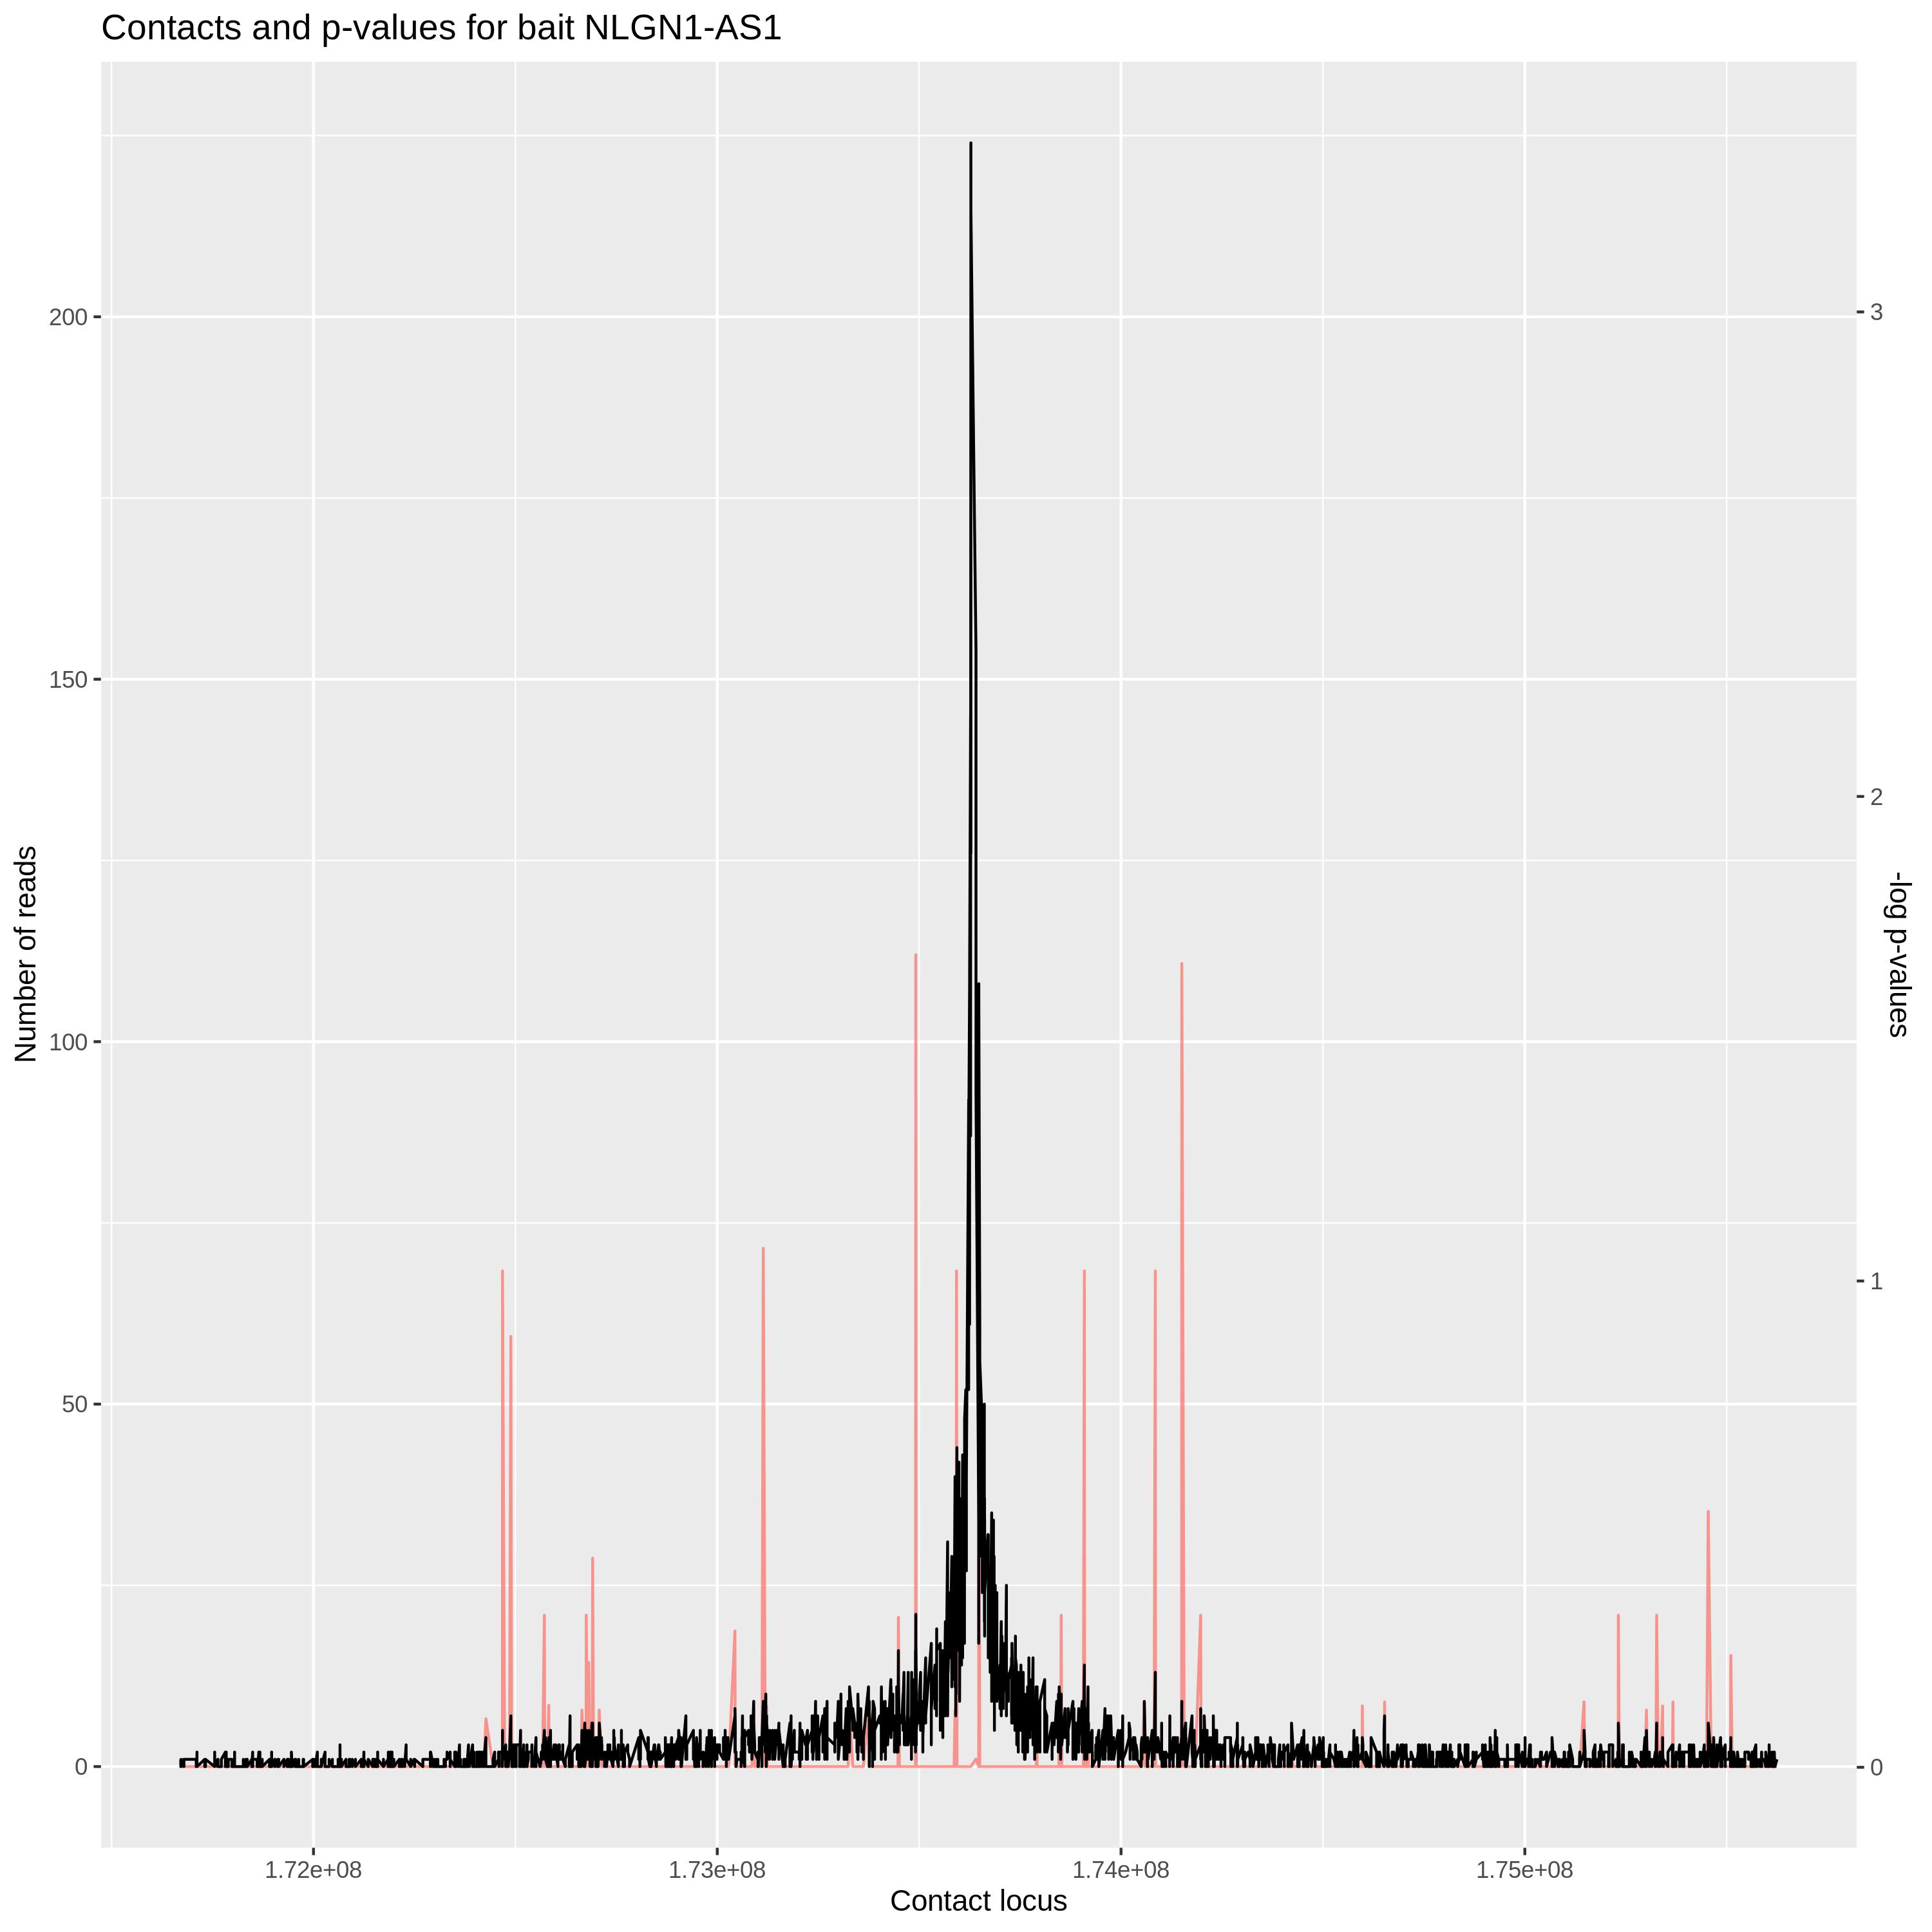 Contacts and p-values for bait NLGN1-AS1
200
150
100
50
0
Number of reads
3
2
1
0
-log p-values
1.72e+08
1.73e+08
1.74e+08
1.75e+08
Contact locus